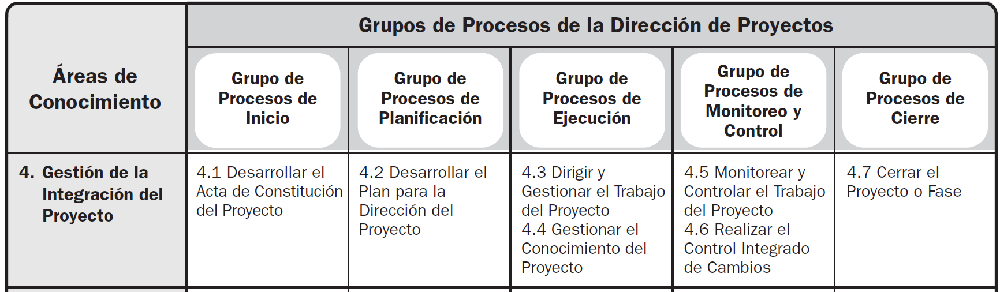 Grupos de Procesos de la Dirección de Proyectos
Áreas de
Conocimiento
Grupo de
Procesos de
Inicio
Grupo de
Procesos de
Planificación
Grupo de
Procesos de
Ejecución
Grupo de
Procesos de
Monitoreo y
Control
Grupo de
Procesos de
Cierre
4. Gestión de la
Integración del
Proyecto
4.1 Desarrollar el
Acta de Constitución
del Proyecto
4.2 Desarrollar el
Plan para la
Dirección del
Proyecto
4.3 Dirigir y
Gestionar el Trabajo
del Proyecto
4.4 Gestionar el
Conocimiento del
Proyecto
4.5 Monitorear y
Controlar el Trabajo
del Proyecto
4.6 Realizar el
Control Integrado
de Cambios
4.7 Cerrar el
Proyecto o Fase